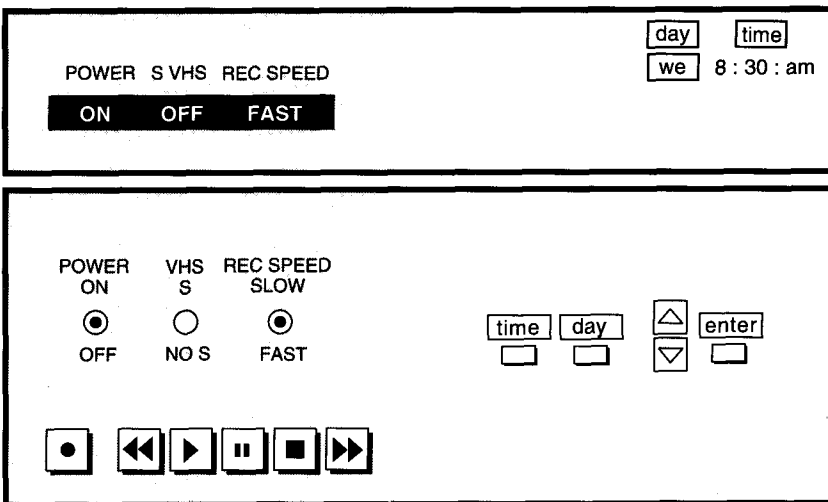 day time
we 8 : 30 : am
POWER S VHS REC SPEED
ON OFF FAST
POWER VHS REC SPEED
ON S SLOW
OFF NO S FAST
time day enter